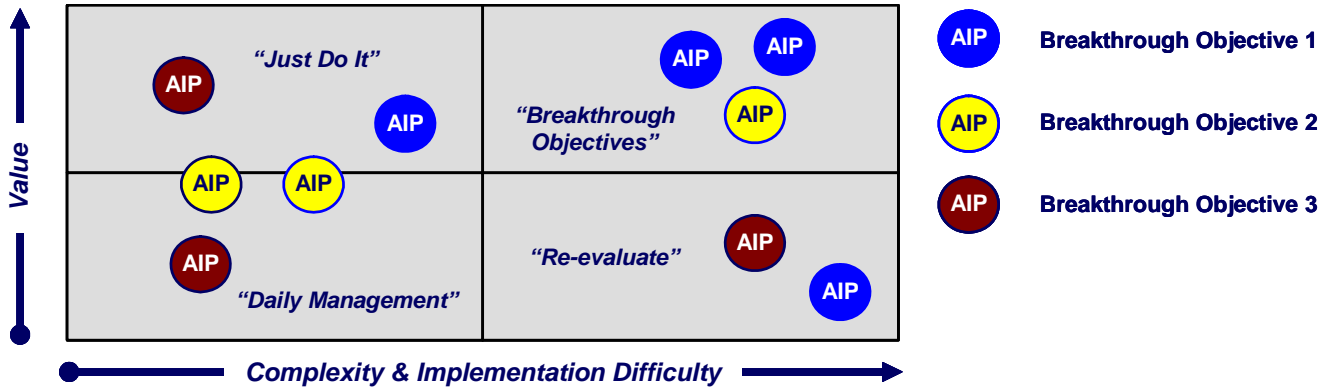 Value
“Just Do It”
AIP
AIP
AIP
AIP
AIP
“Daily Management”
AIP
AIP
AIP
“Breakthrough
Objectives”
“Re-evaluate”
AIP
AIP
Complexity & Implementation Difficulty
AIP Breakthrough Objective 1
AIP Breakthrough Objective 2
AIP Breakthrough Objective 3